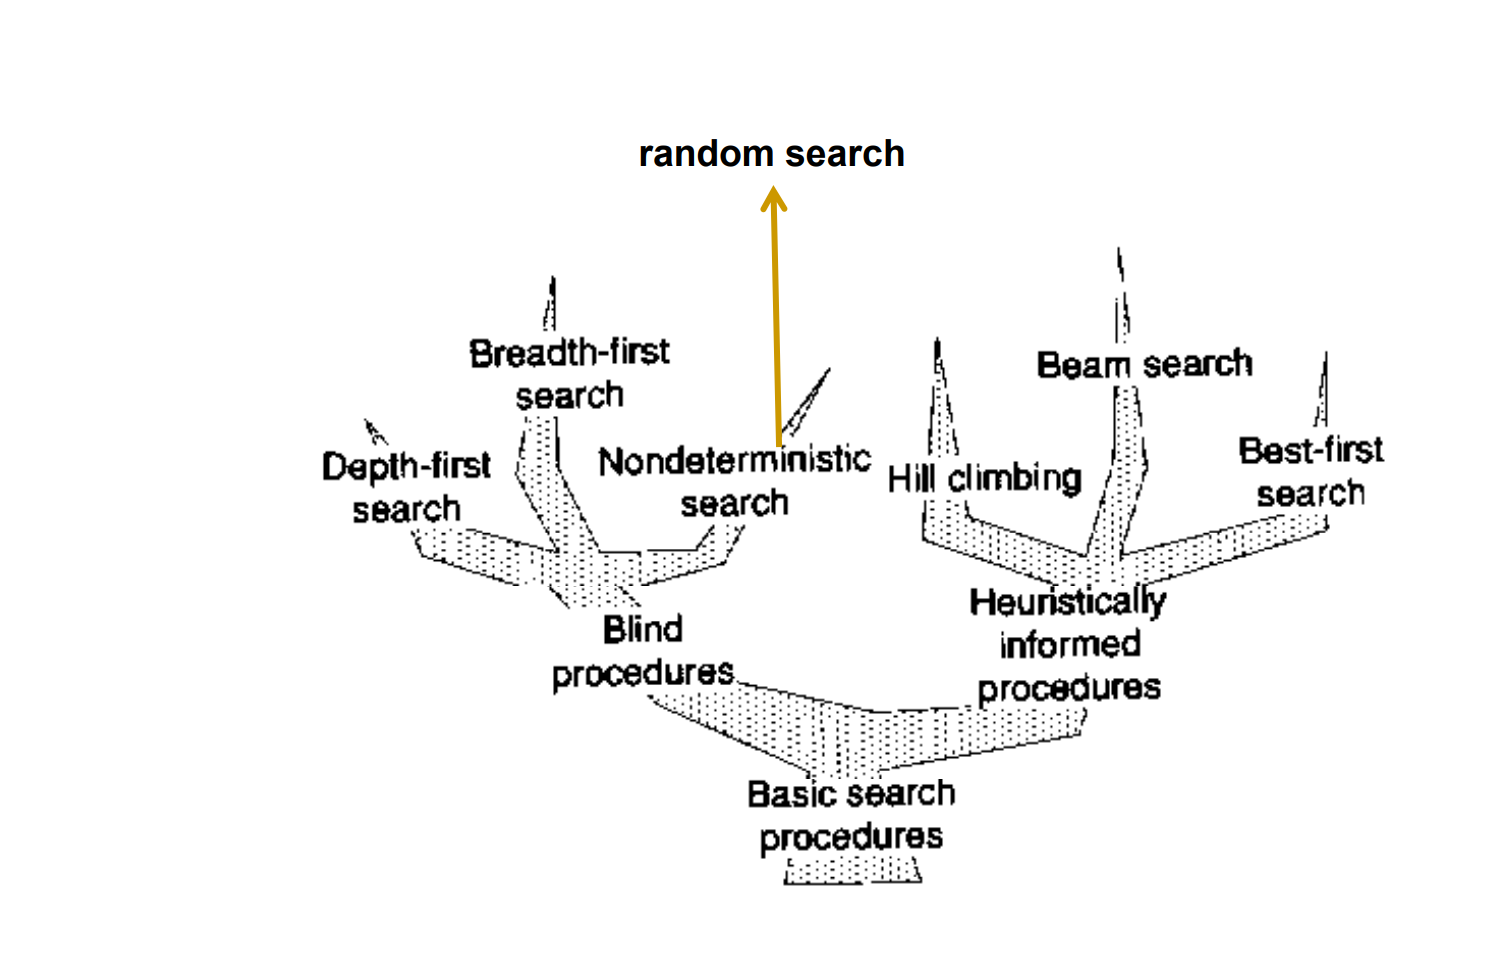 random search
Breadth-first
search
Depth-first
search
Nondeterministic
search
Hill climbing
Beam search
Best-first
search
Blind
procedures
Heuristically
informed
procedures
Basic search
procedures